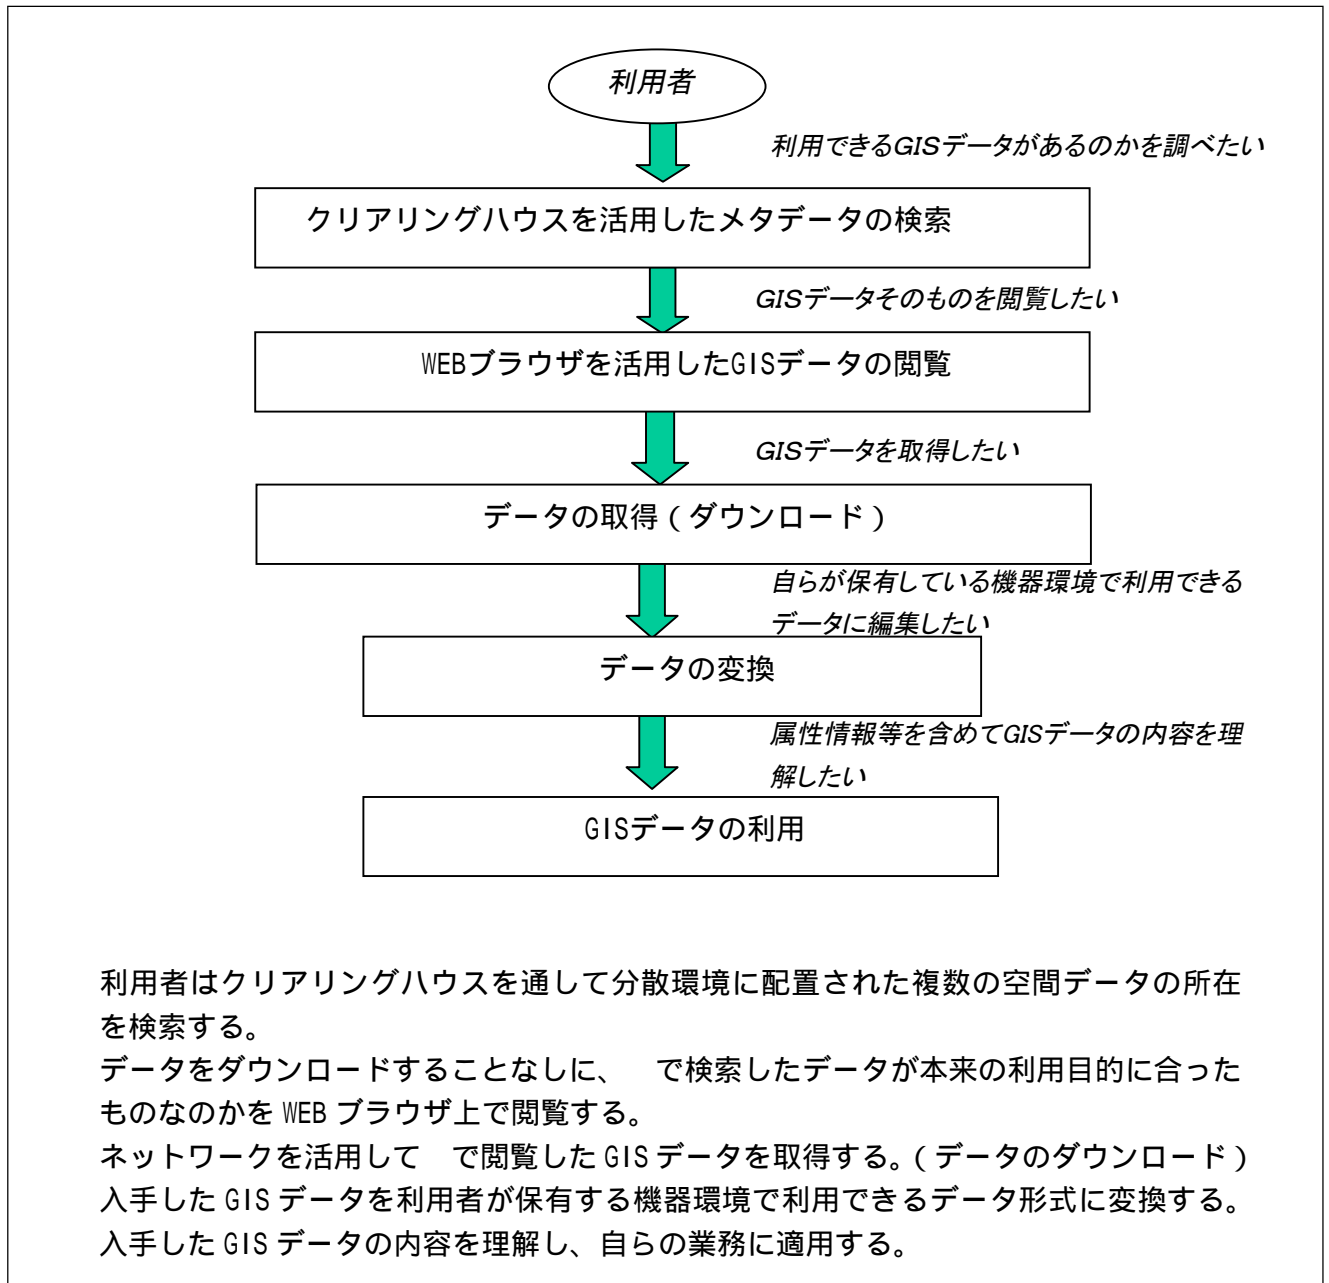 利用者
利用できるGISデータがあるのかを調べたい
クリアリングハウスを活用したメタデータの検索
GISデータそのものを閲覧したい
WEBブラウザを活用したGISデータの閲覧
GISデータを取得したい
データの取得(ダウンロード)
自らが保有している機器環境で利用できる
データに編集したい
データの変換
属性情報等を含めてGISデータの内容を理
解したい
GISデータの利用
利用者はクリアリングハウスを通して分散環境に配置された複数の空間データの所在
を検索する。
データをダウンロードすることなしに、　で検索したデータが本来の利用目的に合った
ものなのかを WEB ブラウザ上で閲覧する。
ネットワークを活用して　で閲覧した GIS データを取得する。(データのダウンロード)
入手した GIS データを利用者が保有する機器環境で利用できるデータ形式に変換する。
入手した GIS データの内容を理解し、自らの業務に適用する。